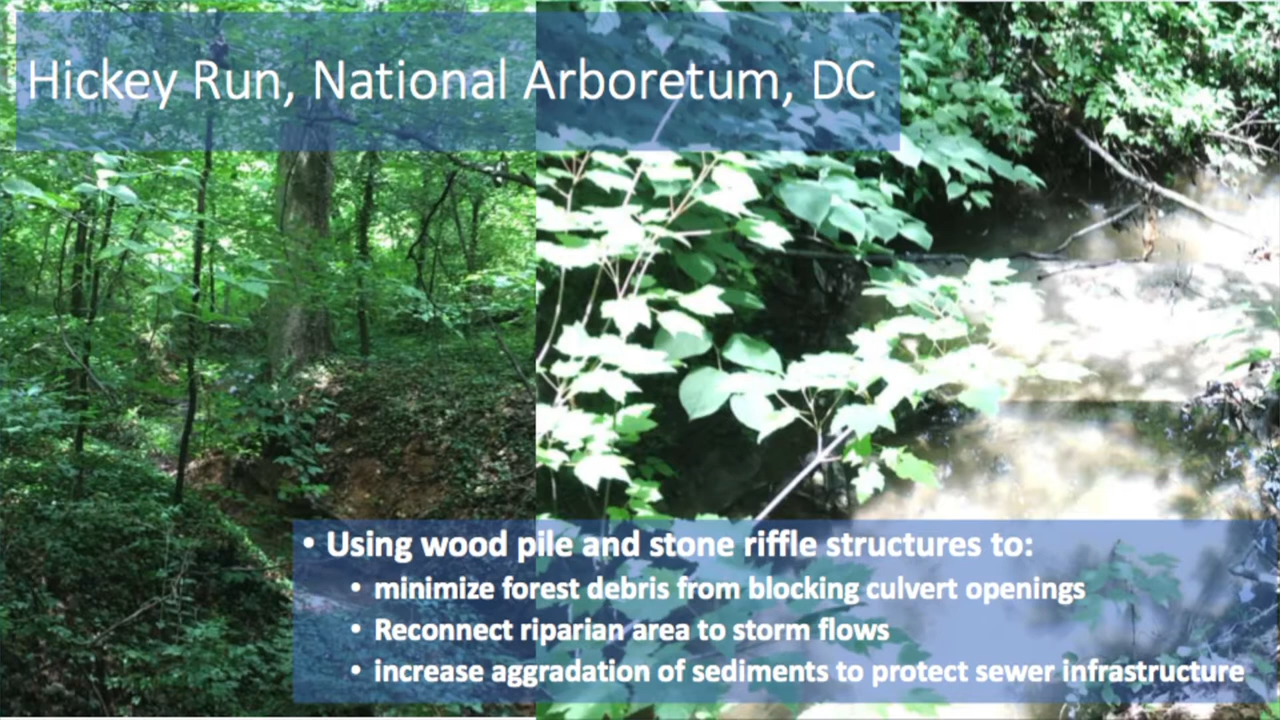 Hickey Run, National Arboretum, DC
• Using wood pile and stone riffle structures to:
• minimize forest debris from blocking culvert openings
• Reconnect riparian area to storm flows
• increase aggradation of sediments to protect sewer infrastructure